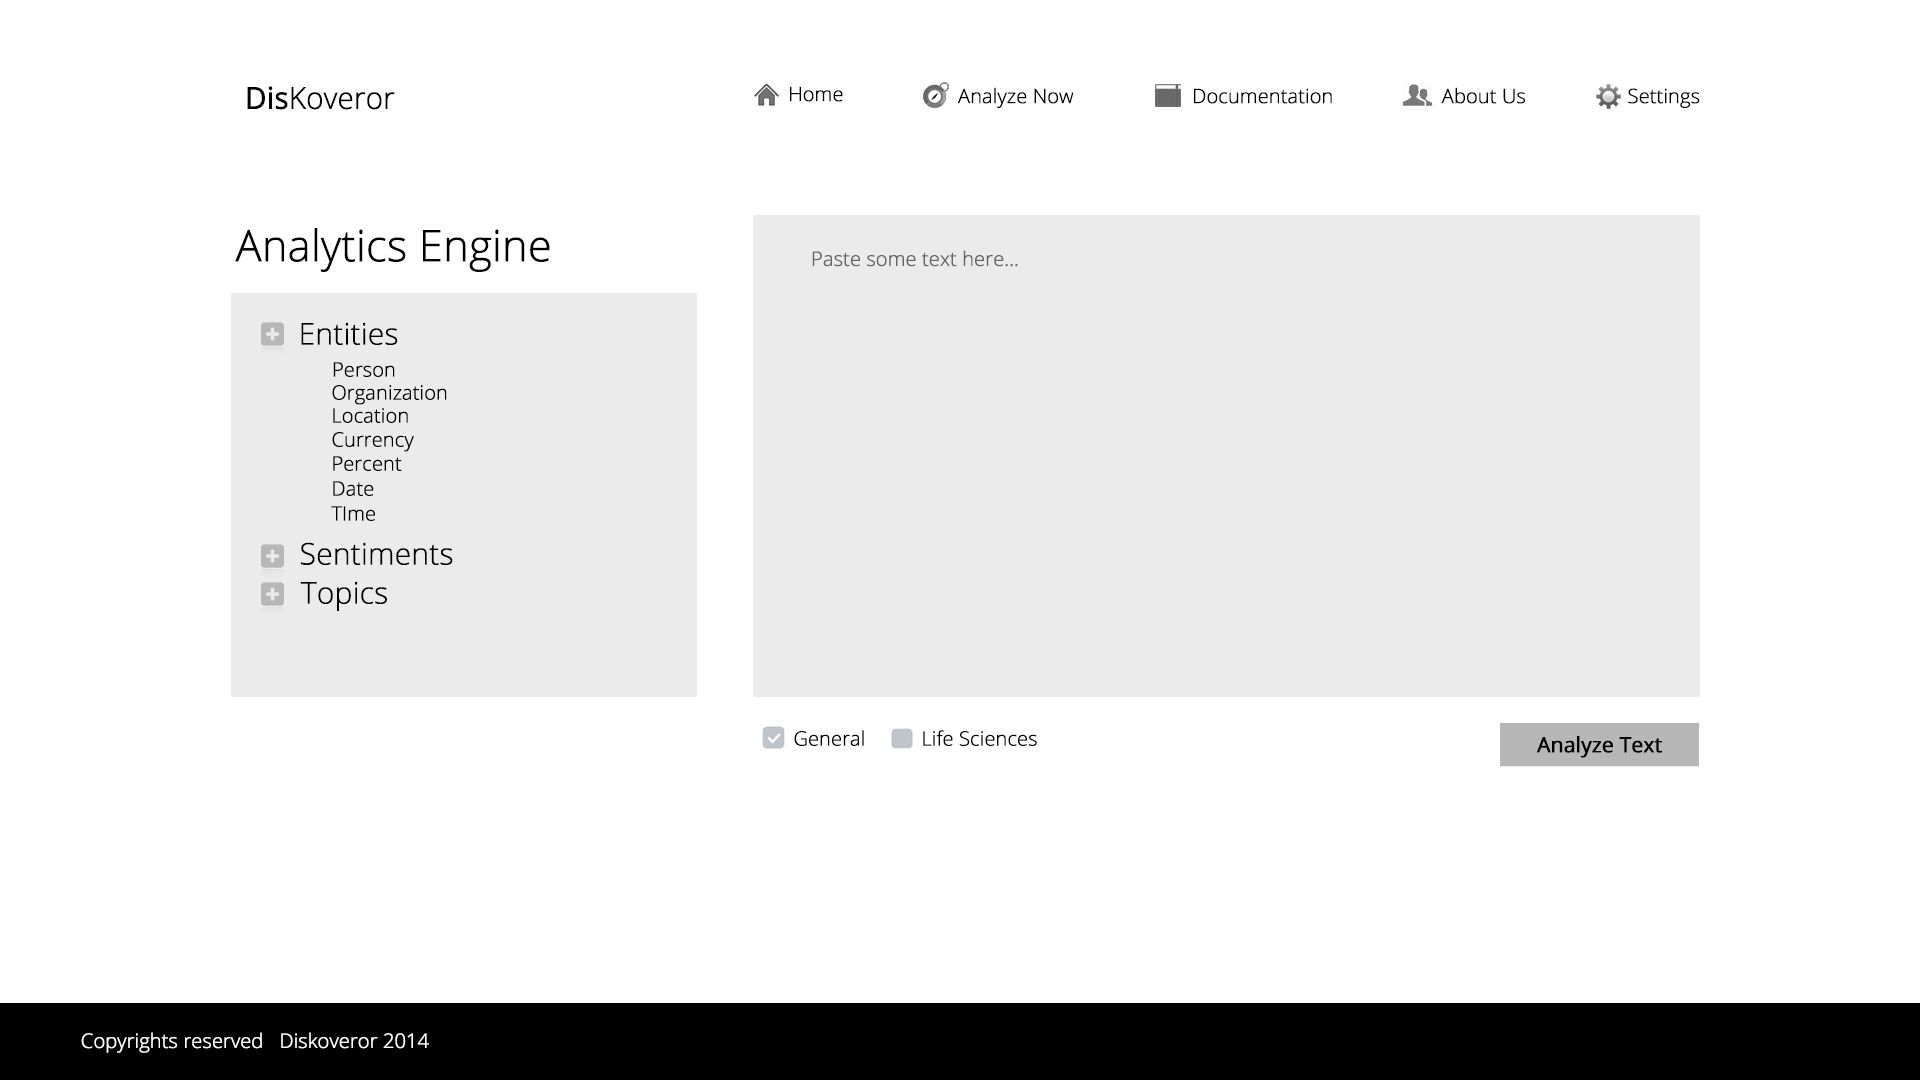 DisKoveror
Home
Analyze Now
Documentation
About Us
Settings
Analytics Engine
Entities
Person
Organization
Location
Currency
Percent
Date
TIme
Sentiments
Topics
Paste some text here...
General
Life Sciences
Analyze Text
Copyrights reserved Diskoveror 2014